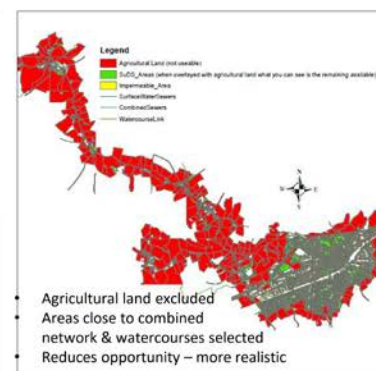 Legend
Agricultural Land (not useable)
SuDS_Areas (when overlayed with agricultural land what you can see is the remaining available)
Impermeable_Area
SurfaceWaterSewers
CombinedSewers
WatercourseLink
N
W E
S
• Agricultural land excluded
• Areas close to combined
network & watercourses selected
• Reduces opportunity – more realistic